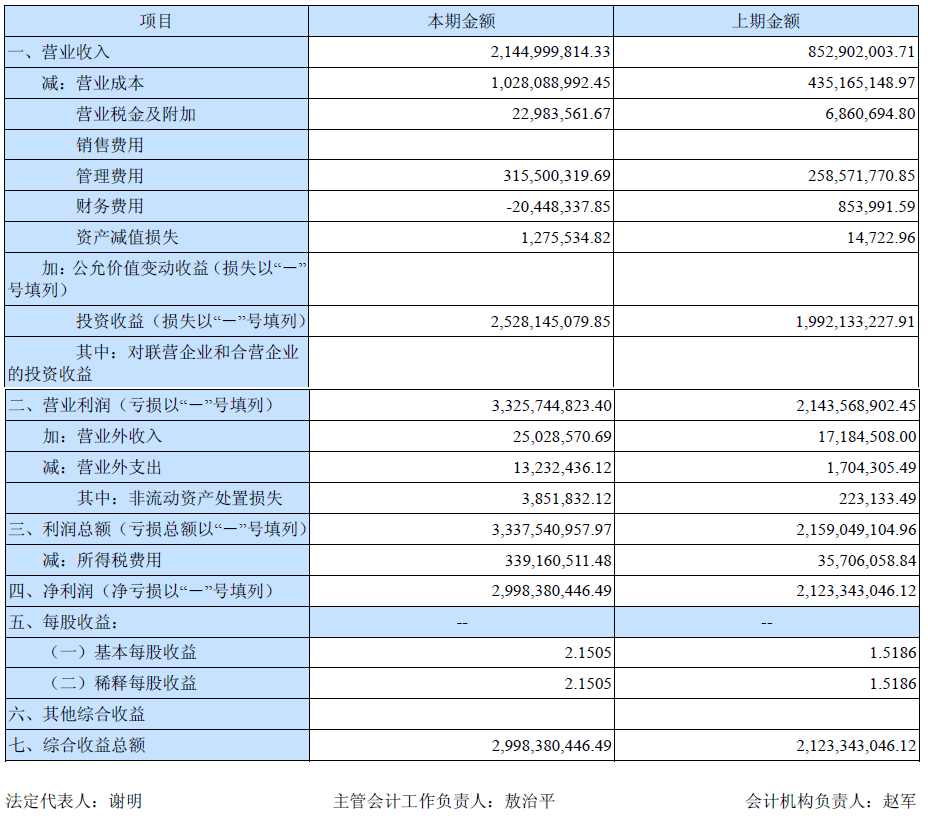 项目 本期金额 上期金额
一、营业收入 2,144,999,814.33 852,902,003.71
减：营业成本 1,028,088,992.45 435,165,148.97
营业税金及附加 22,983,561.67 6,860,694.80
销售费用
管理费用 315,500,319.69 258,571,770.85
财务费用 -20,448,337.85 853,991.59
资产减值损失 1,275,534.82 14,722.96
加：公允价值变动收益（损失以“－”
号填列）
投资收益（损失以“－”号填列） 2,528,145,079.85 1,992,133,227.91
其中：对联营企业和合营企业
的投资收益
二、营业利润（亏损以“－”号填列） 3,325,744,823.40 2,143,568,902.45
加：营业外收入 25,028,570.69 17,184,508.00
减：营业外支出 13,232,436.12 1,704,305.49
其中：非流动资产处置损失 3,851,832.12 223,133.49
三、利润总额（亏损总额以“－”号填列） 3,337,540,957.97 2,159,049,104.96
减：所得税费用 339,160,511.48 35,706,058.84
四、净利润（净亏损以“－”号填列） 2,998,380,446.49 2,123,343,046.12
五、每股收益： -- --
（一）基本每股收益 2.1505 1.5186
（二）稀释每股收益 2.1505 1.5186
六、其他综合收益
七、综合收益总额 2,998,380,446.49 2,123,343,046.12
法定代表人：谢明 主管会计工作负责人：敖治平 会计机构负责人：赵军